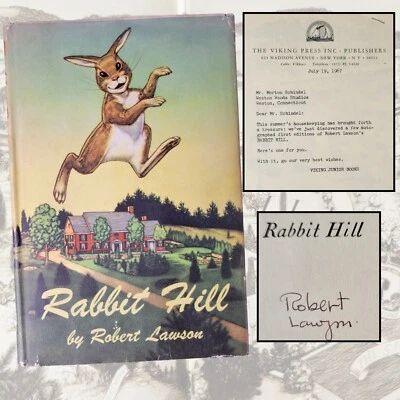 Rabbit Hill
by Robert Lawson
THE VIKING PRESS INC · PUBLISHERS
625 MADISON AVENUE · NEW YORK · N Y · 10022
July 19, 1967
Mr. Morton Schindel
Weston Woods Studios
Weston, Connecticut
Dear Mr. Schindel:
This summer's housekeeping has brought forth
a treasure: we've just discovered a few auto-
graphed first editions of Robert Lawson's
RABBIT HILL.
Here's one for you.
With it, go our very best wishes.
VIKING JUNIOR BOOKS
Rabbit Hill
Robert
Lawson